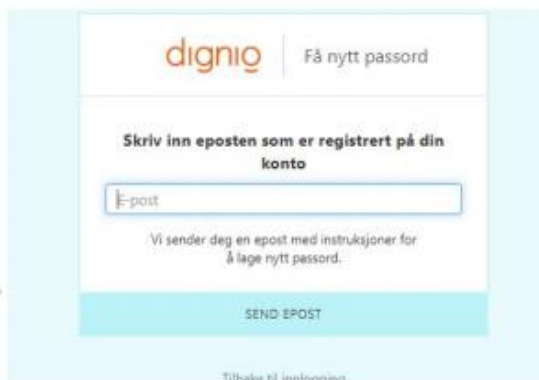 dignio
Få nytt passord
Skriv inn eposten som er registrert på din
konto
E-post
Vi sender deg en epost med instruksjoner for
å lage nytt passord.
SEND EPOST
Tilbake til innlogging